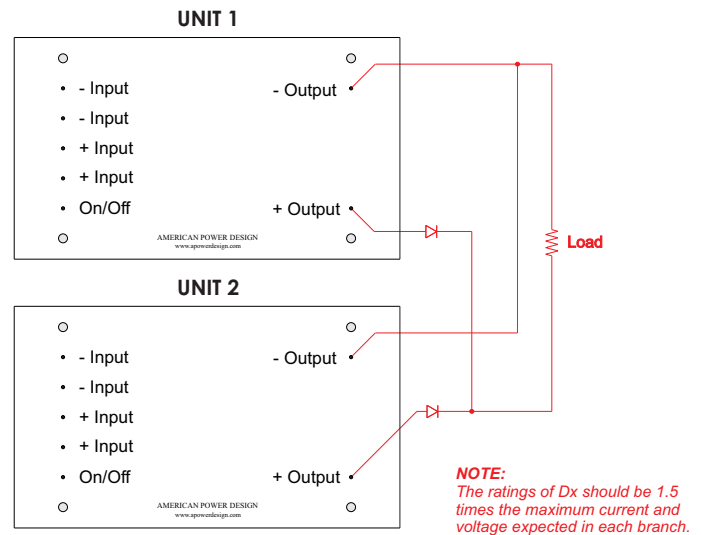 UNIT 1
- Input
- Output
- Input
+ Input
+ Input
On/Off
+ Output
AMERICAN POWER DESIGN
www.apowerdesign.com
Load
UNIT 2
- Input
- Output
- Input
+ Input
+ Input
On/Off
+ Output
AMERICAN POWER DESIGN
www.apowerdesign.com
NOTE:
The ratings of Dx should be 1.5
times the maximum current and
voltage expected in each branch.